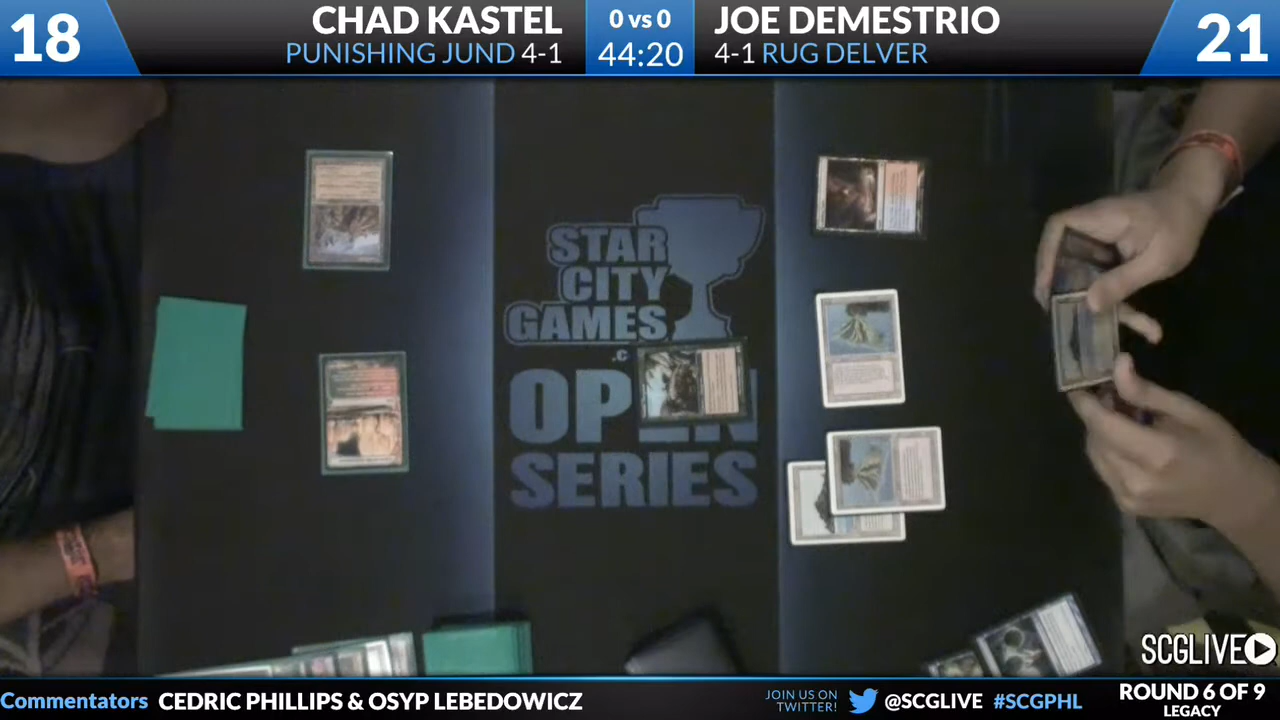 18
CHAD KASTEL
PUNISHING JUND 4-1
0 vs 0
44:20
JOE DEMESTRIO
4-1 RUG DELVER
21
STAR
CITY
GAMES
.c
OPEN
SERIES
SCGLIVE
Commentators CEDRIC PHILLIPS & OSYP LEBEDOWICZ
JOIN US ON
TWITTER!
@SCGLIVE #SCGPHL
ROUND 6 OF 9
LEGACY